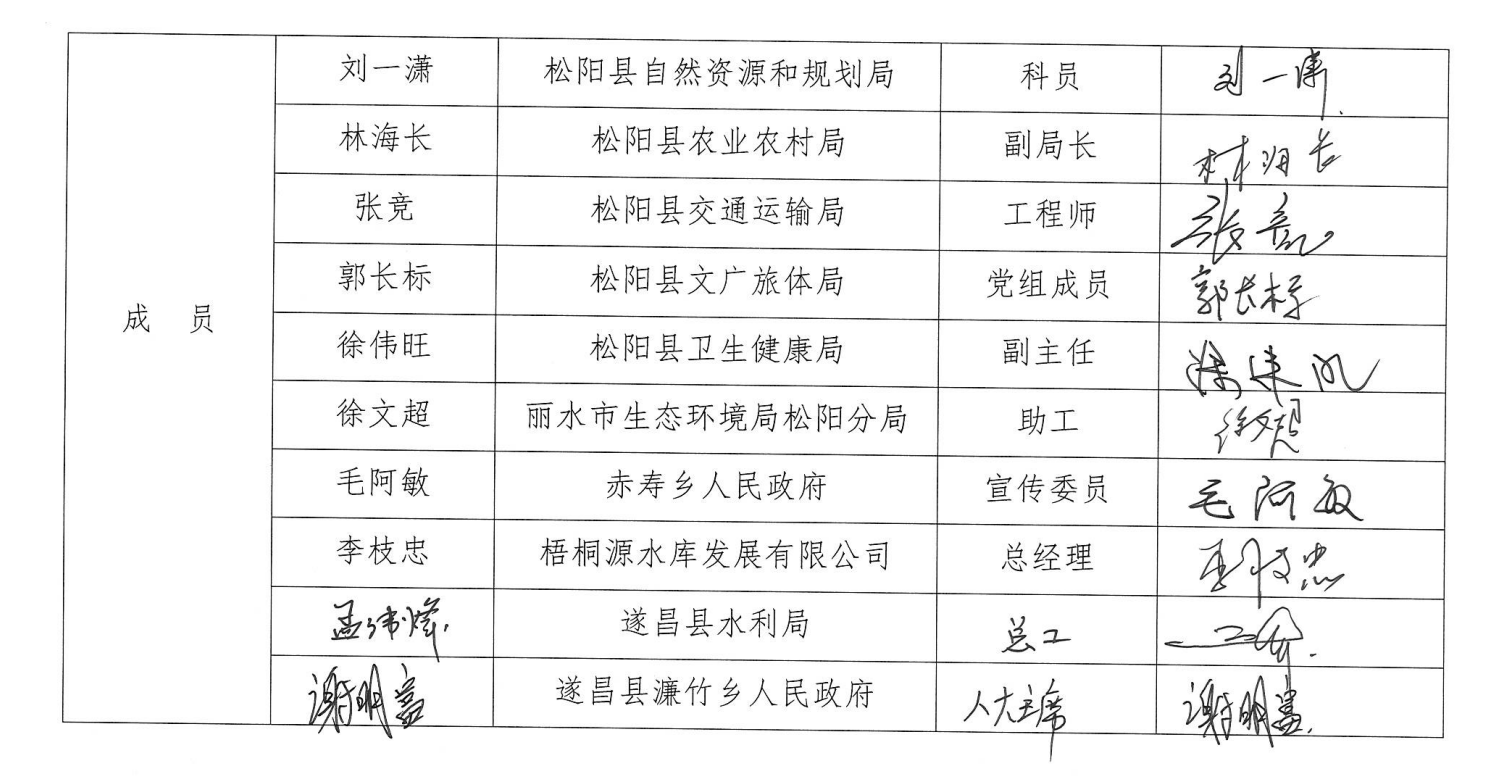 刘一潇 松阳县自然资源和规划局 科员 刘一潇
林海长 松阳县农业农村局 副局长 林海长
张竞 松阳县交通运输局 工程师 张竞
郭长标 松阳县文广旅体局 党组成员 郭长标
成 员
徐伟旺 松阳县卫生健康局 副主任
徐文超 丽水市生态环境局松阳分局 助工 徐文超
毛阿敏 赤寿乡人民政府 宣传委员 毛阿敏
李枝忠 梧桐源水库发展有限公司 总经理 李枝忠
遂昌县水利局 总工
遂昌县濂竹乡人民政府 人大主席